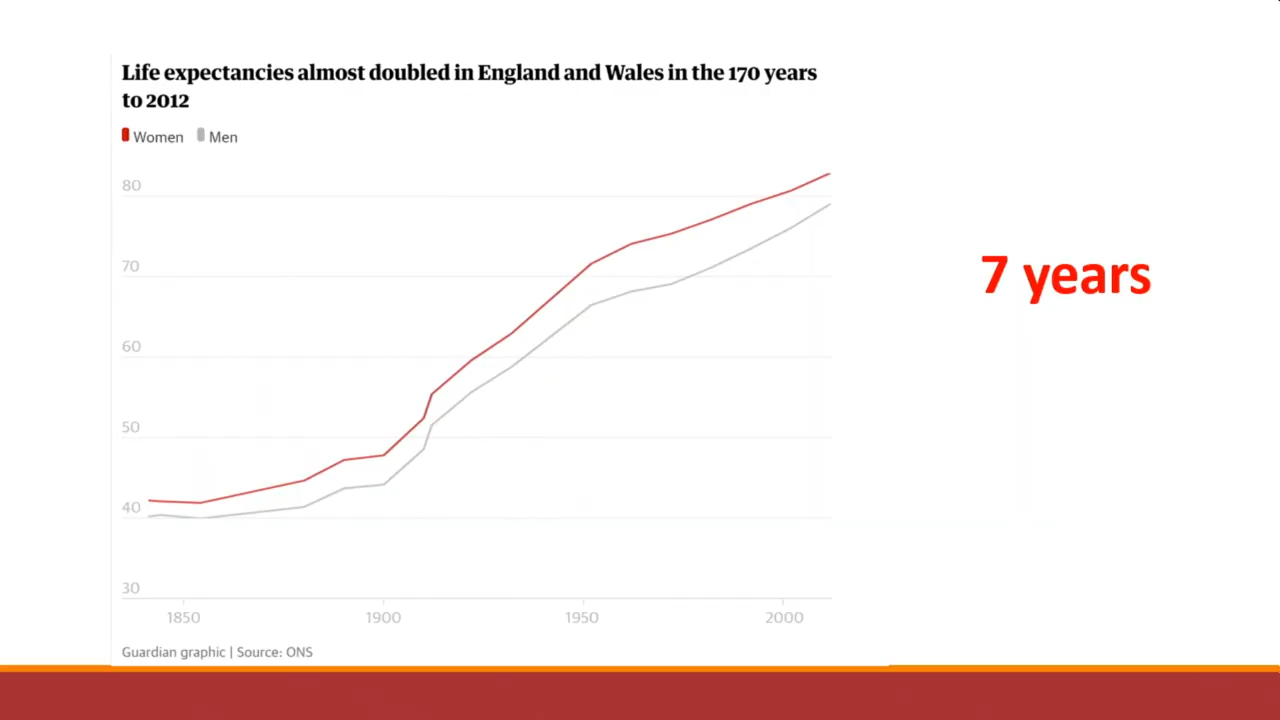 Life expectancies almost doubled in England and Wales in the 170 years
to 2012
Women Men
80
70
7 years
60
50
40
30
1850 1900 1950 2000
Guardian graphic | Source: ONS